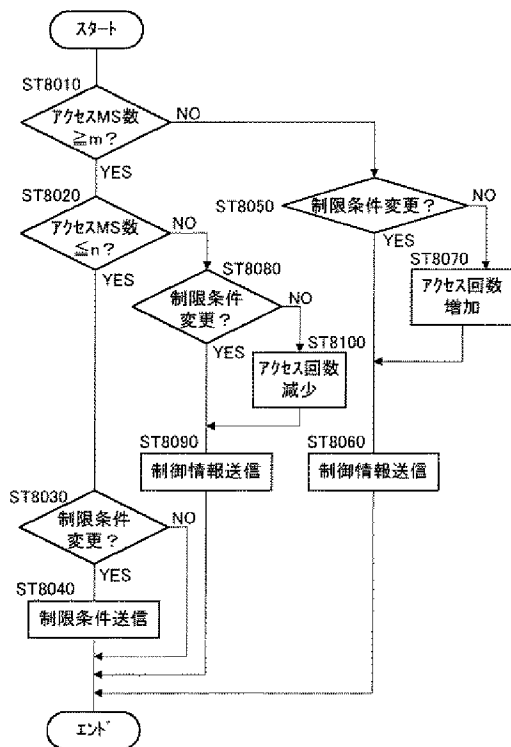 スタート
ST8010
アクセスMS数
≧m?
NO
YES
ST8020
アクセスMS数
≦n?
NO
YES
ST8050
制限条件変更?
NO
YES
ST8070
アクセス回数
増加
ST8080
制限条件
変更?
NO
YES
ST8100
アクセス回数
減少
ST8090
制御情報送信
ST8060
制御情報送信
ST8030
制限条件
変更?
NO
YES
ST8040
制限条件送信
エンド